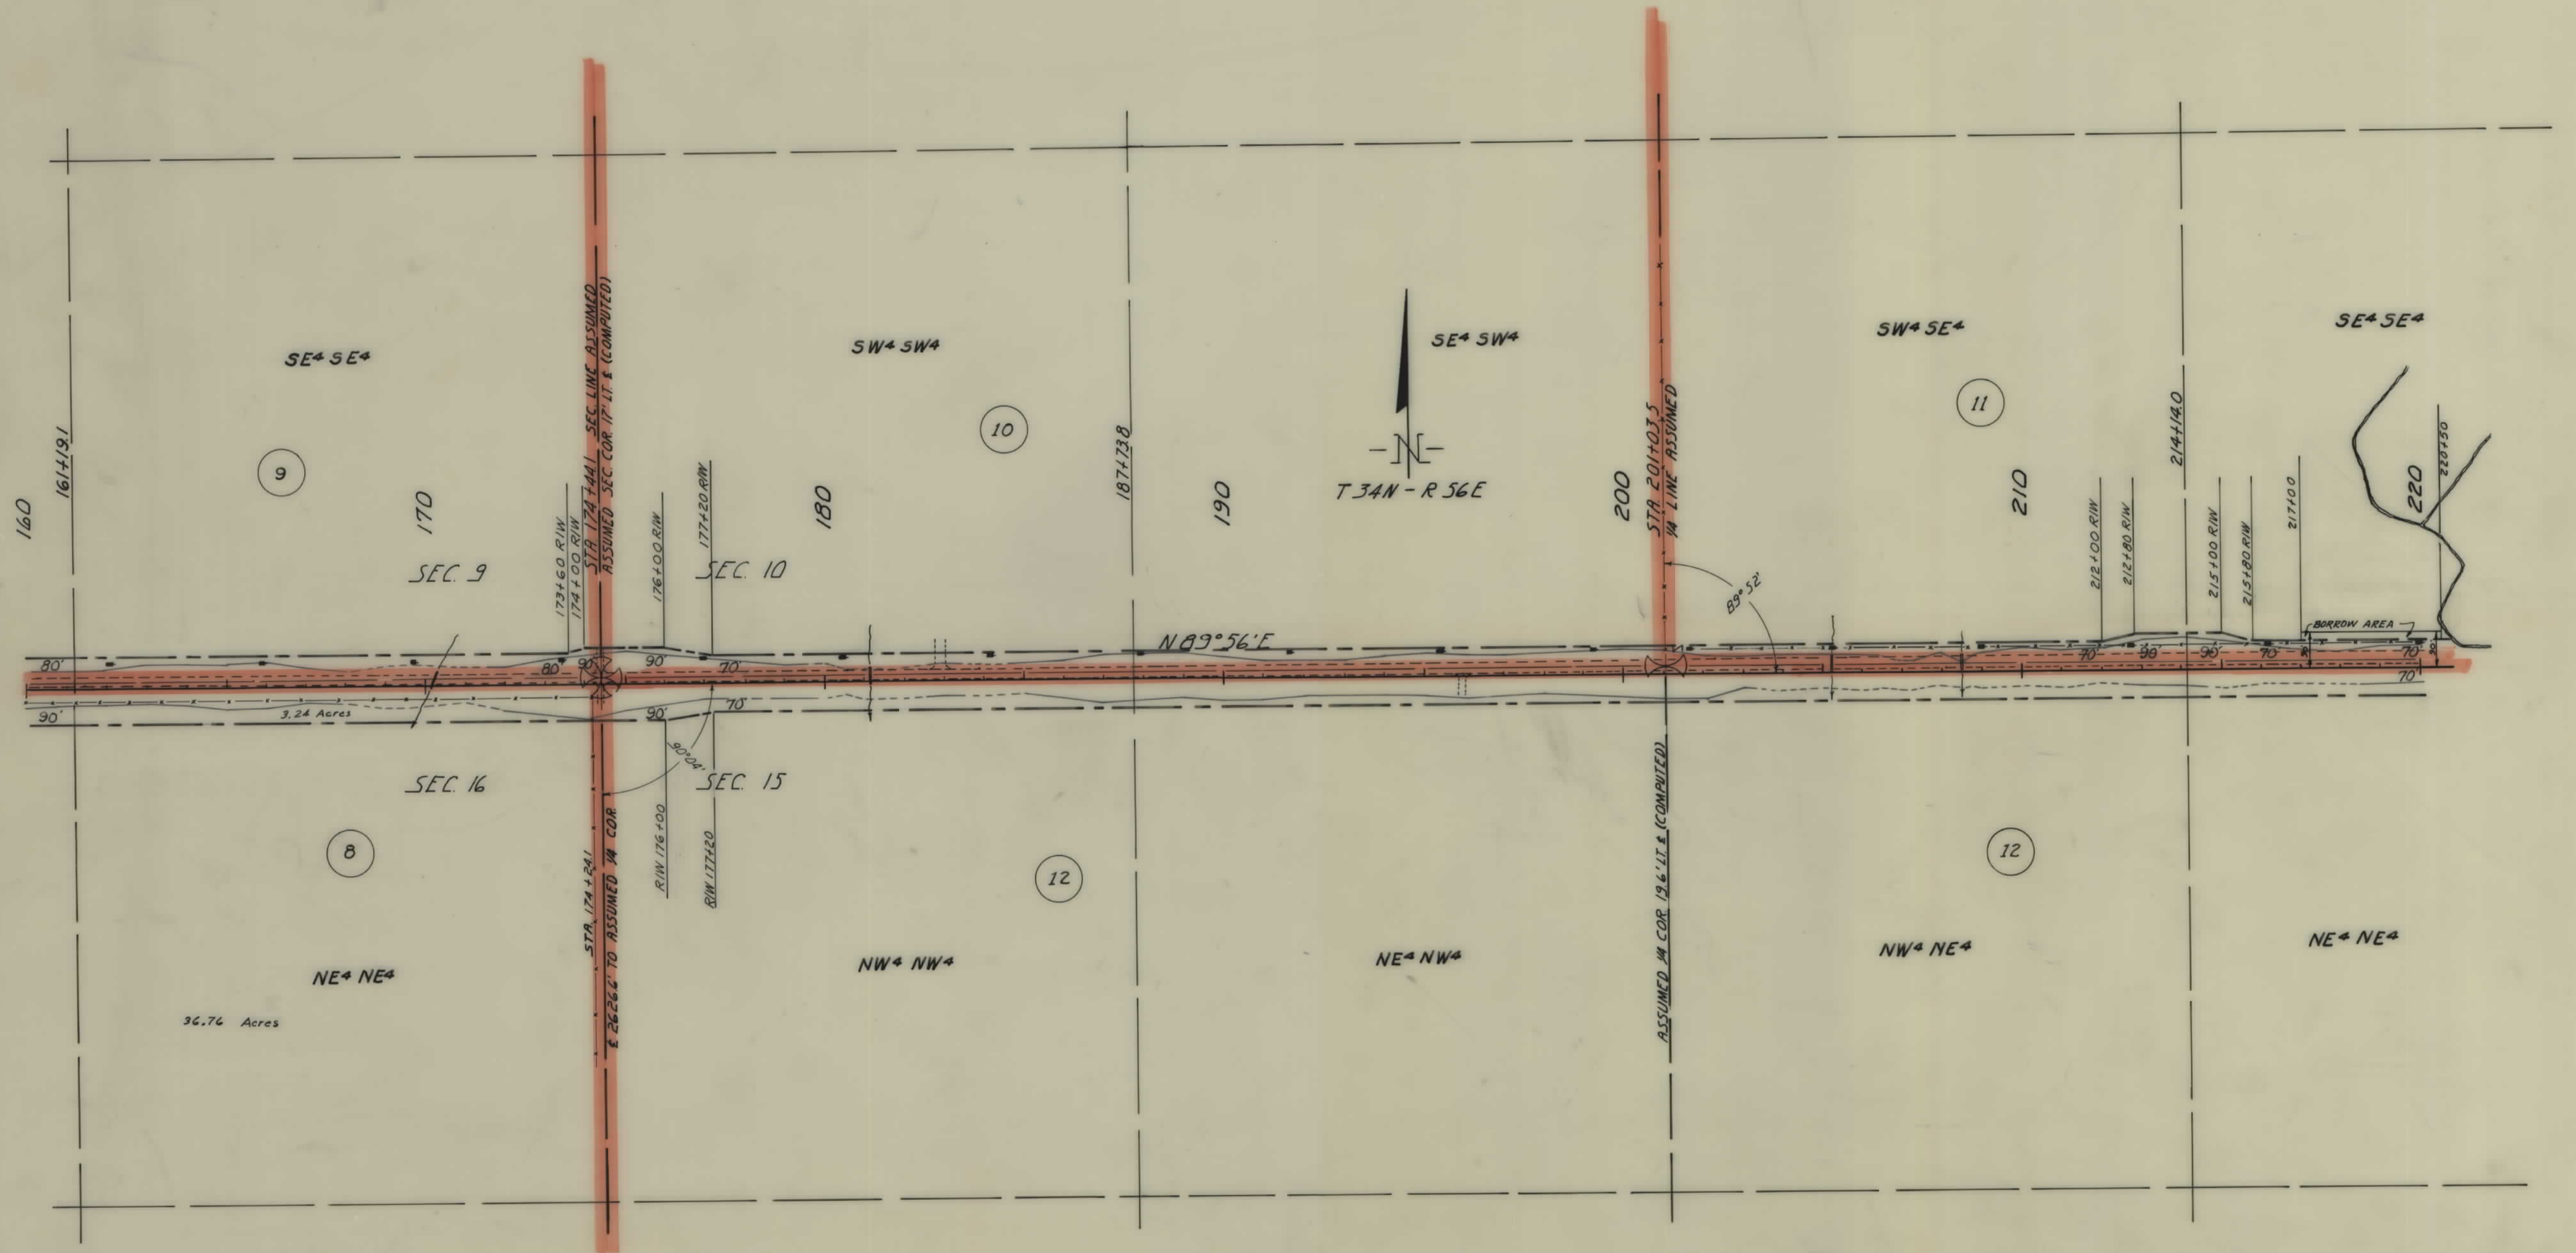 SE4 SE4
SW4 SW4
SE4 SW4
SW4 SE4
SE4 SE4
9
10
11
N
T 34N - R 56E
160
161+19.1
170
173+60 R/W
174+00 R/W
STA 174+44.1 SEC. LINE ASSUMED
ASSUMED SEC. COR. 17' LT. ⅊ (COMPUTED)
176+00 R/W
177+20 R/W
180
187+73.8
190
200
STA 201+03.5
1/4 LINE ASSUMED
210
212+00 R/W
212+80 R/W
214+14.0
215+00 R/W
215+80 R/W
217+00
220
220+50
SEC. 9
SEC. 10
89°52'
N 89°56' E
BORROW AREA
80'
80'
90'
90'
70'
70'
90'
90'
70'
70'
90'
3.24 Acres
90'
70'
70'
90°04'
SEC. 16
SEC. 15
8
12
12
R/W 176+00
R/W 177+20
STA. 174+24.1
2626.6' TO ASSUMED 1/4 COR.
ASSUMED 1/4 COR. 19.6' LT. (COMPUTED)
NE4 NE4
NW4 NW4
NE4 NW4
NW4 NE4
NE4 NE4
36.76 Acres